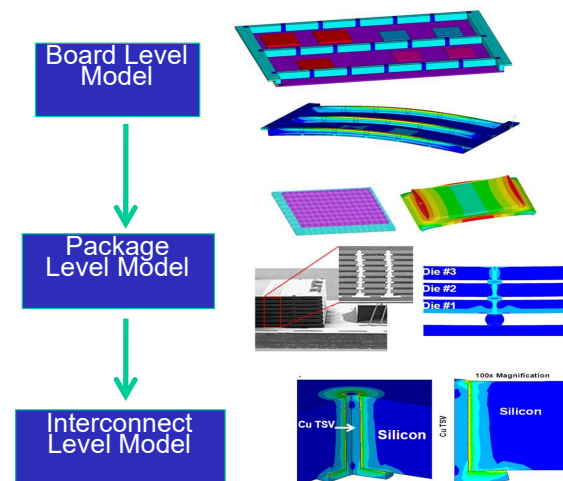 Board Level
Model
Package
Level Model
Die #3
Die #2
Die #1
Interconnect
Level Model
100x Magnification
Cu TSV
Silicon
Cu TSV
Silicon